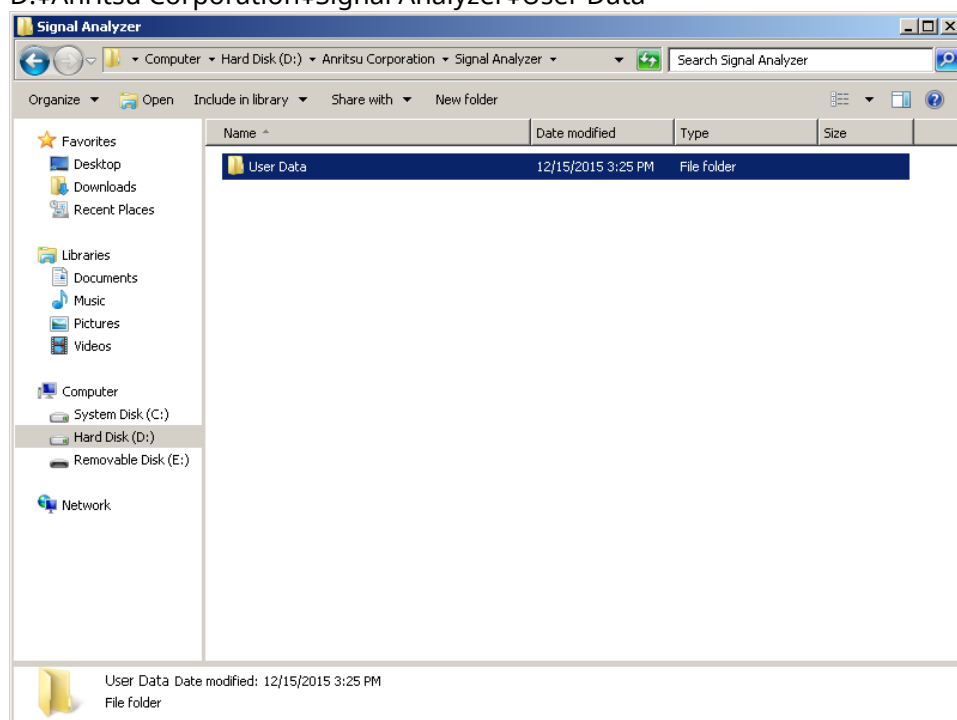 D:¥Anritsu Corporation¥Signal Analyzer¥User Data
Signal Analyzer
Computer Hard Disk (D:) Anritsu Corporation Signal Analyzer Search Signal Analyzer
Organize Open Include in library Share with New folder
Name Date modified Type Size
User Data 12/15/2015 3:25 PM File folder
Favorites
Desktop
Downloads
Recent Places
Libraries
Documents
Music
Pictures
Videos
Computer
System Disk (C:)
Hard Disk (D:)
Removable Disk (E:)
Network
User Data Date modified: 12/15/2015 3:25 PM
File folder